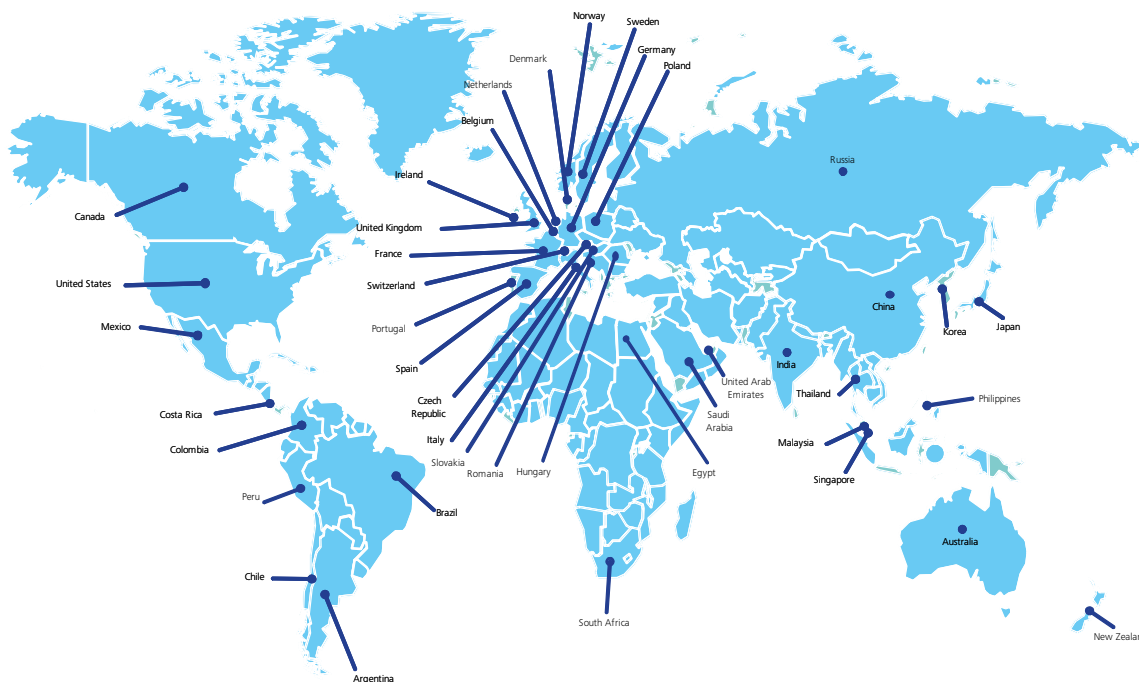 Norway
Sweden
Germany
Denmark
Poland
Netherlands
Belgium
Russia
Ireland
Canada
United Kingdom
France
United States
Switzerland
China
Mexico
Portugal
Korea
Japan
India
Spain
United Arab
Emirates
Thailand
Philippines
Czech
Republic
Costa Rica
Saudi
Arabia
Italy
Malaysia
Colombia
Slovakia
Romania
Hungary
Egypt
Singapore
Peru
Brazil
Australia
Chile
South Africa
New Zealan
Argentina